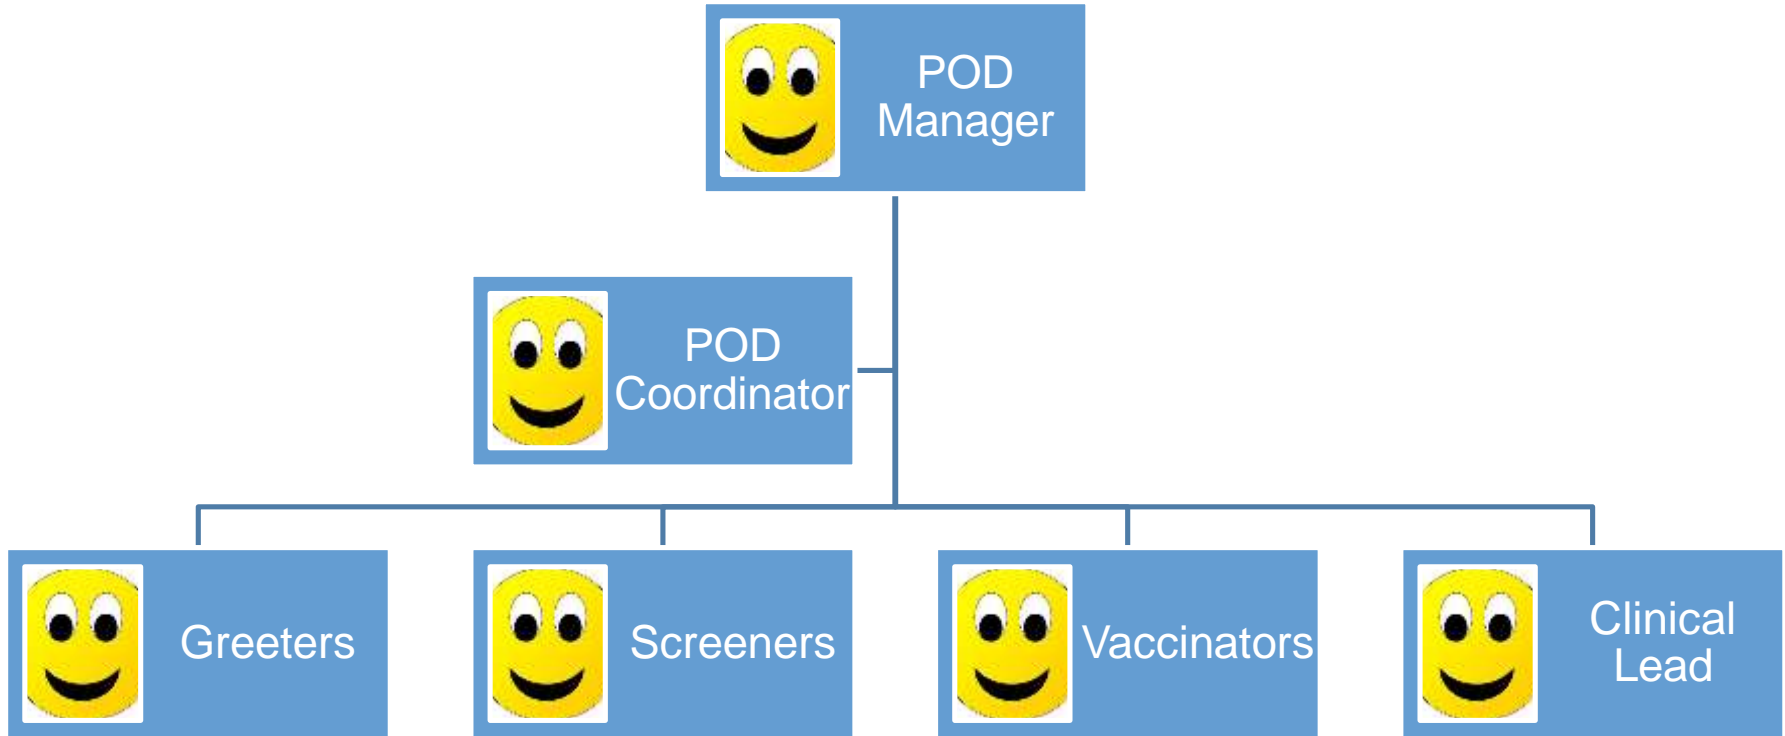 POD
Manager
POD
Coordinator
Greeters
Screeners
Vaccinators
Clinical
Lead